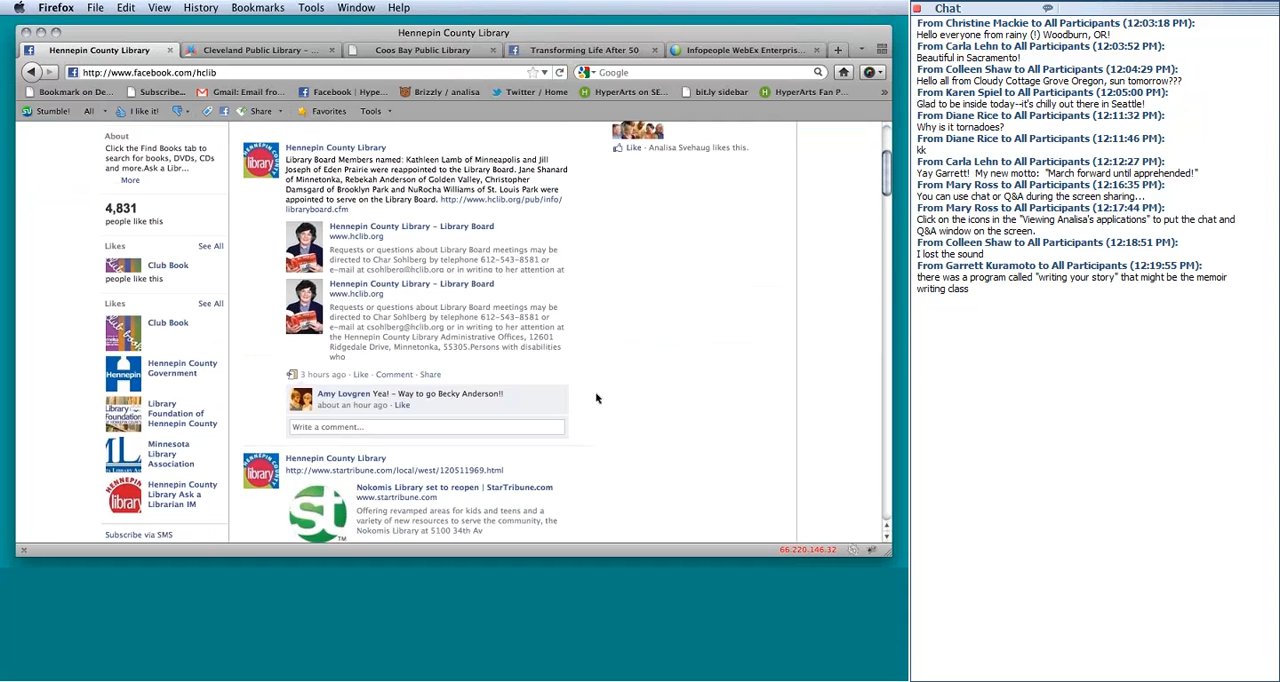 Firefox File Edit View History Bookmarks Tools Window Help
Hennepin County Library
Hennepin County Library × Cleveland Public Library – ... × Coos Bay Public Library × Transforming Life After 50 × Infopeople WebEx Enterpris... × +
http://www.facebook.com/hclib
Google
Bookmark on De... Subscribe... Gmail: Email fro... Facebook | Hype... Brizzly / analisa Twitter / Home HyperArts on SE... bit.ly sidebar HyperArts Fan P... »
Stumble! All I like it! Share Favorites Tools
About
Click the Find Books tab to
search for books, DVDs, CDs
and more.Ask a Libr...
More
4,831
people like this
Likes See All
Club Book
people like this
Likes See All
Club Book
Hennepin County
Government
Library
Foundation of
Hennepin County
Minnesota
Library
Association
Hennepin County
Library Ask a
Librarian IM
Subscribe via SMS
Hennepin County Library
Library Board Members named: Kathleen Lamb of Minneapolis and Jill
Joseph of Eden Prairie were reappointed to the Library Board. Jane Shanard
of Minnetonka, Rebekah Anderson of Golden Valley, Christopher
Damsgard of Brooklyn Park and NuRocha Williams of St. Louis Park were
appointed to serve on the Library Board. http://www.hclib.org/pub/info/
libraryboard.cfm
Hennepin County Library – Library Board
www.hclib.org
Requests or questions about Library Board meetings may be
directed to Char Sohlberg by telephone 612-543-8581 or
e-mail at csohlberg@hclib.org or in writing to her attention at
Hennepin County Library – Library Board
www.hclib.org
Requests or questions about Library Board meetings may be
directed to Char Sohlberg by telephone 612-543-8581 or
e-mail at csohlberg@hclib.org or in writing to her attention at
the Hennepin County Library Administrative Offices, 12601
Ridgedale Drive, Minnetonka, 55305.Persons with disabilities
who
3 hours ago · Like · Comment · Share
Amy Lovgren Yea! – Way to go Becky Anderson!!
about an hour ago · Like
Write a comment...
Hennepin County Library
http://www.startribune.com/local/west/120511969.html
Nokomis Library set to reopen | StarTribune.com
www.startribune.com
Offering revamped areas for kids and teens and a
variety of new resources to serve the community, the
Nokomis Library at 5100 34th Av
Like · Analisa Svehaug likes this.
66.220.146.32
Chat
From Christine Mackie to All Participants (12:03:18 PM):
Hello everyone from rainy (!) Woodburn, OR!
From Carla Lehn to All Participants (12:03:52 PM):
Beautiful in Sacramento!
From Colleen Shaw to All Participants (12:04:29 PM):
Hello all from Cloudy Cottage Grove Oregon, sun tomorrow???
From Karen Spiel to All Participants (12:05:00 PM):
Glad to be inside today--it's chilly out there in Seattle!
From Diane Rice to All Participants (12:11:32 PM):
Why is it tornadoes?
From Diane Rice to All Participants (12:11:46 PM):
kk
From Carla Lehn to All Participants (12:12:27 PM):
Yay Garrett! My new motto: "March forward until apprehended!"
From Mary Ross to All Participants (12:16:35 PM):
You can use chat or Q&A during the screen sharing...
From Mary Ross to All Participants (12:17:44 PM):
Click on the icons in the "Viewing Analisa's applications" to put the chat and
Q&A window on the screen.
From Colleen Shaw to All Participants (12:18:51 PM):
I lost the sound
From Garrett Kuramoto to All Participants (12:19:55 PM):
there was a program called "writing your story" that might be the memoir
writing class